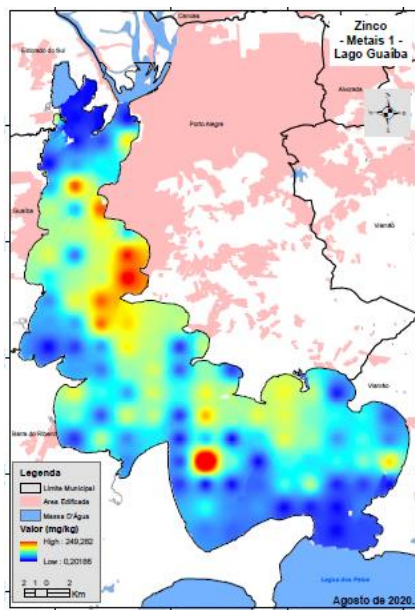 Zinco
- Metais 1 -
Lago Guaíba
Canoas
Eldorado do Sul
Alvorada
Porto Alegre
Guaíba
Viamão
Viamão
Barra do Ribeiro
Legenda
Limite Municipal
Área Edificada
Massa D'Água
Valor (mg/kg)
High : 249,282
Low : 0,20186
2 1 0 2
Km
Lagoa dos Patos
Agosto de 2020.